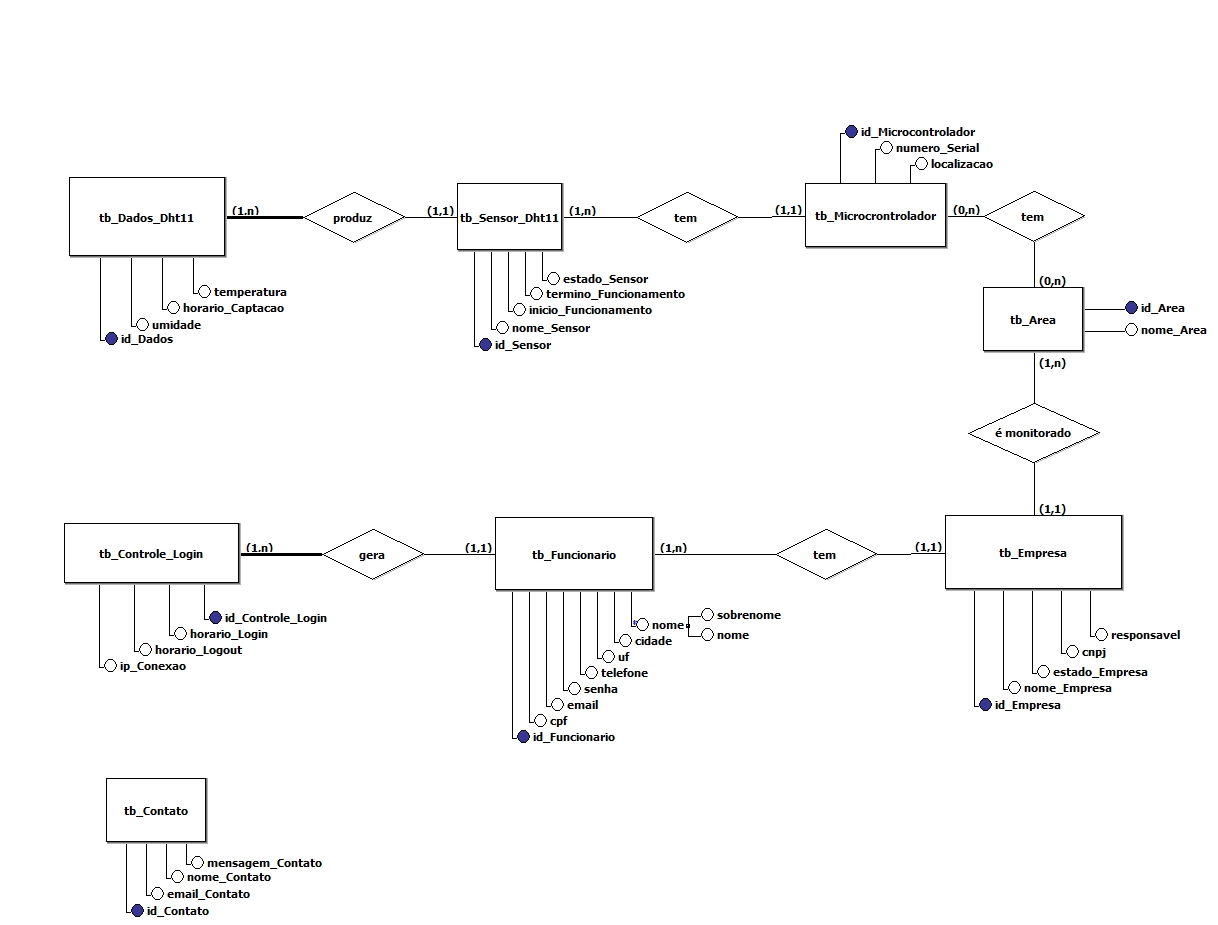 id_Microcontrolador
numero_Serial
localizacao
tb_Dados_Dht11
(1,n)
produz
(1,1)
tb_Sensor_Dht11
(1,n)
tem
(1,1)
tb_Microcrontrolador
(0,n)
tem
temperatura
horario_Captacao
umidade
id_Dados
estado_Sensor
termino_Funcionamento
inicio_Funcionamento
nome_Sensor
id_Sensor
(0,n)
tb_Area
id_Area
nome_Area
(1,n)
é monitorado
(1,1)
tb_Controle_Login
(1,n)
gera
(1,1)
tb_Funcionario
(1,n)
tem
(1,1)
tb_Empresa
id_Controle_Login
horario_Login
horario_Logout
ip_Conexao
nome
sobrenome
nome
cidade
uf
telefone
senha
email
cpf
id_Funcionario
responsavel
cnpj
estado_Empresa
nome_Empresa
id_Empresa
tb_Contato
mensagem_Contato
nome_Contato
email_Contato
id_Contato